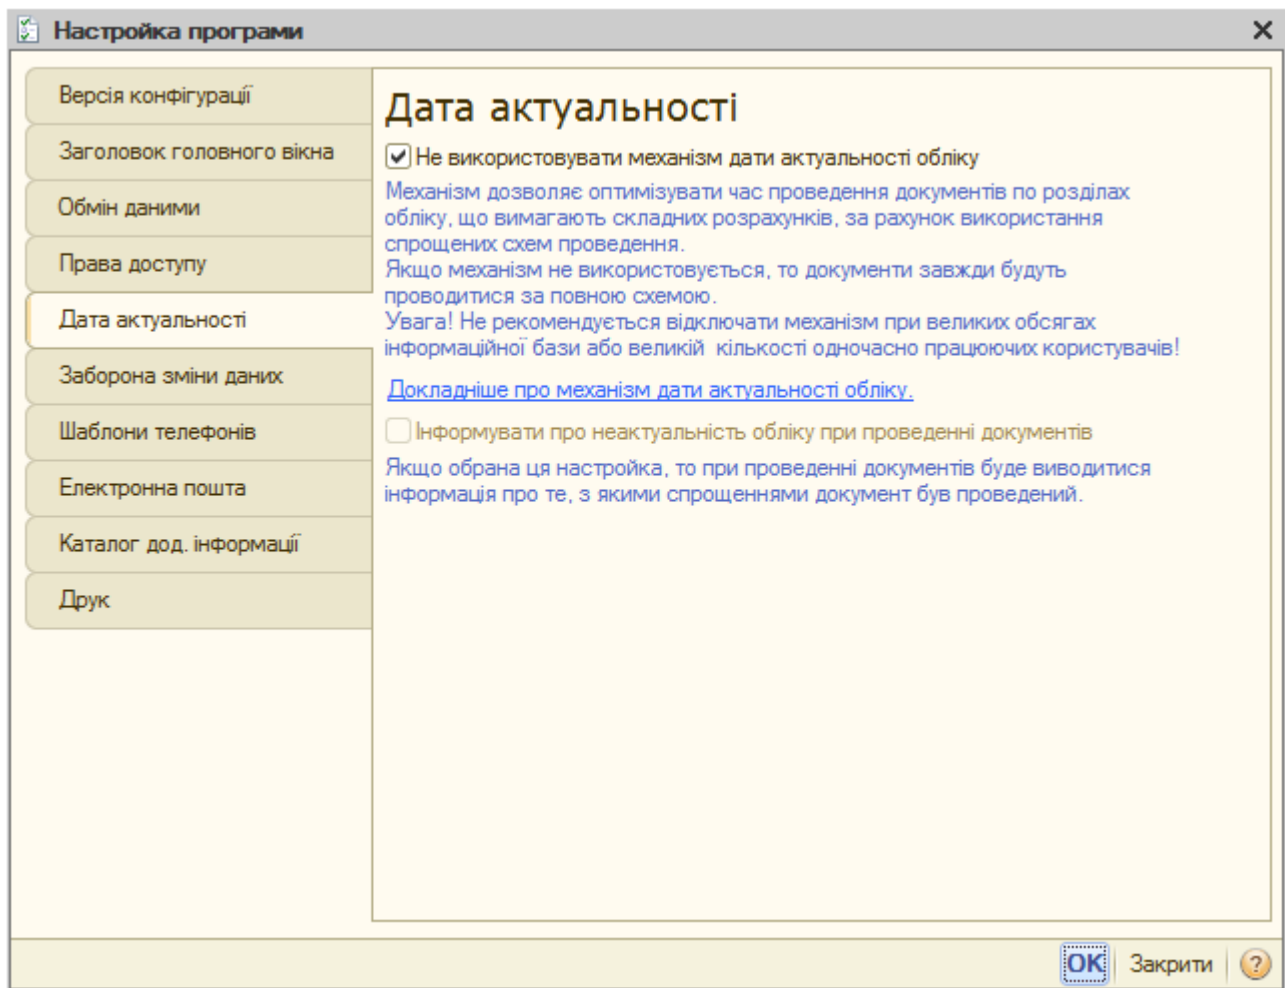 Настройка програми
Версія конфігурації
Заголовок головного вікна
Обмін даними
Права доступу
Дата актуальності
Заборона зміни даних
Шаблони телефонів
Електронна пошта
Каталог дод. інформації
Друк
Дата актуальності
Не використовувати механізм дати актуальності обліку
Механізм дозволяє оптимізувати час проведення документів по розділах
обліку, що вимагають складних розрахунків, за рахунок використання
спрощених схем проведення.
Якщо механізм не використовується, то документи завжди будуть
проводитися за повною схемою.
Увага! Не рекомендується відключати механізм при великих обсягах
інформаційної бази або великій кількості одночасно працюючих користувачів!
Докладніше про механізм дати актуальності обліку.
Інформувати про неактуальність обліку при проведенні документів
Якщо обрана ця настройка, то при проведенні документів буде виводитися
інформація про те, з якими спрощеннями документ був проведений.
OK Закрити ?